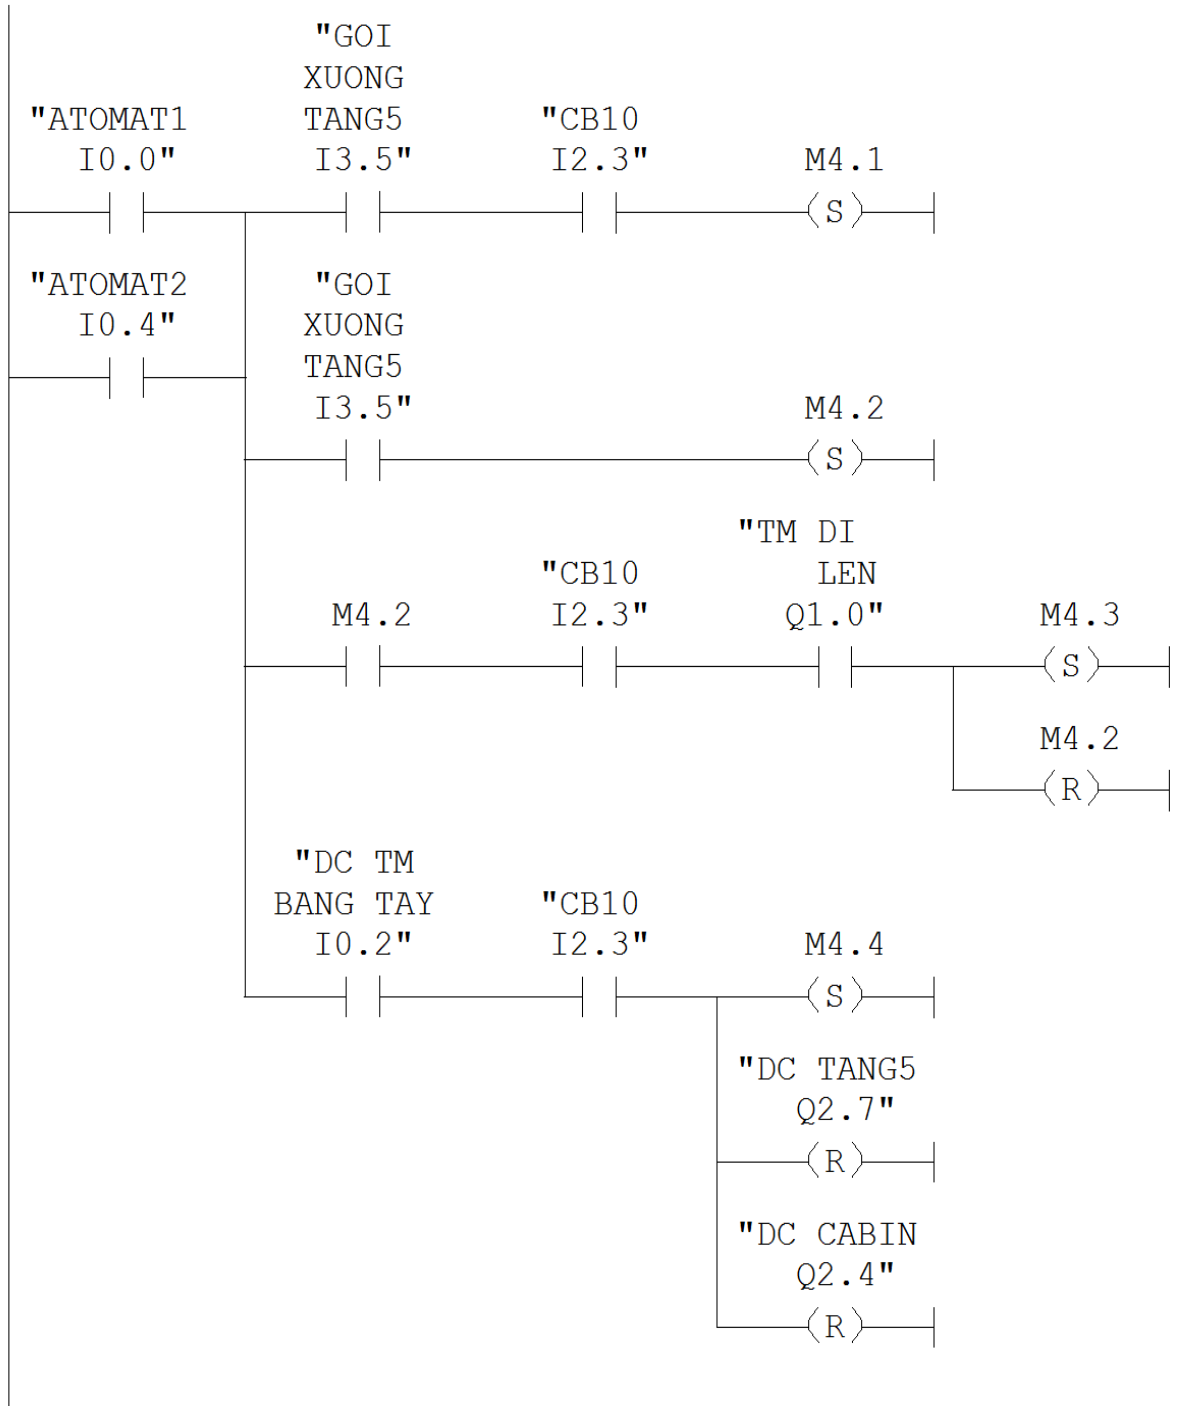 "GOI
XUONG
"ATOMAT1 TANG5 "CB10
I0.0" I3.5" I2.3" M4.1
(S)
"ATOMAT2 "GOI
I0.4" XUONG
TANG5
I3.5" M4.2
(S)
"TM DI
"CB10 LEN
M4.2 I2.3" Q1.0" M4.3
(S)
M4.2
(R)
"DC TM
BANG TAY "CB10
I0.2" I2.3" M4.4
(S)
"DC TANG5
Q2.7"
(R)
"DC CABIN
Q2.4"
(R)